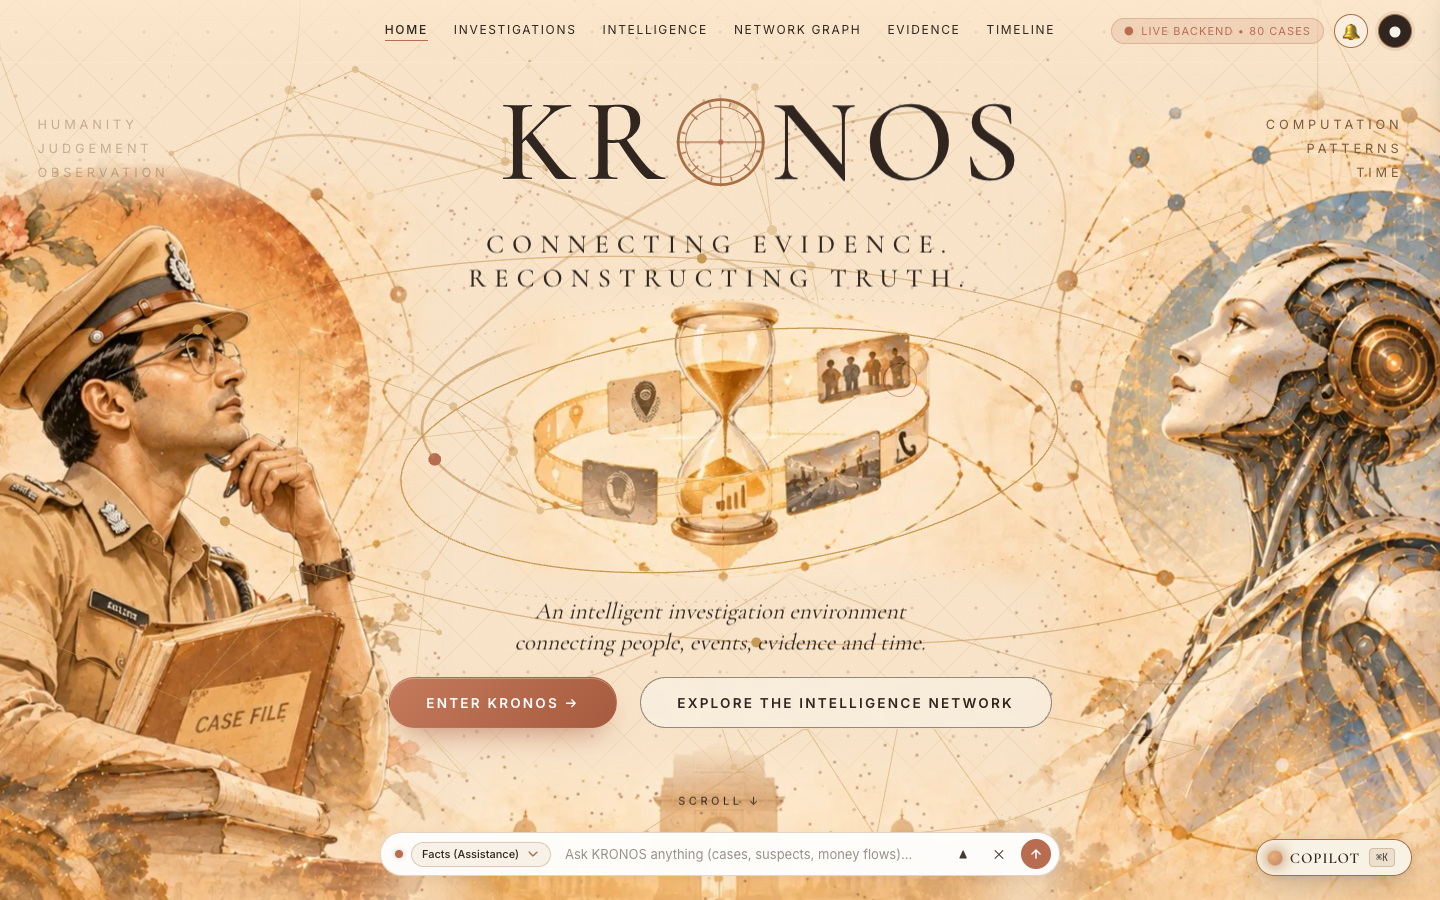 HOME INVESTIGATIONS INTELLIGENCE NETWORK GRAPH EVIDENCE TIMELINE
LIVE BACKEND • 80 CASES
HUMANITY
JUDGEMENT
OBSERVATION
KRONOS
COMPUTATION
PATTERNS
TIME
CONNECTING EVIDENCE.
RECONSTRUCTING TRUTH.
An intelligent investigation environment
connecting people, events, evidence and time.
ENTER KRONOS →
EXPLORE THE INTELLIGENCE NETWORK
CASE FILE
SCROLL ↓
Facts (Assistance)
Ask KRONOS anything (cases, suspects, money flows)...
COPILOT ⌘K